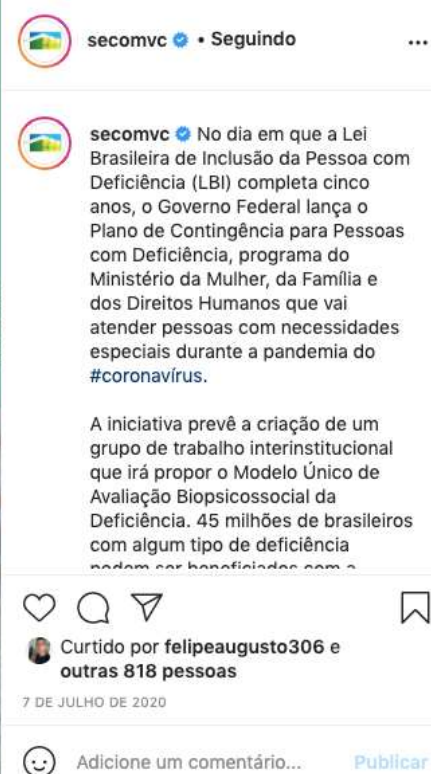 secomvc • Seguindo
secomvc No dia em que a Lei
Brasileira de Inclusão da Pessoa com
Deficiência (LBI) completa cinco
anos, o Governo Federal lança o
Plano de Contingência para Pessoas
com Deficiência, programa do
Ministério da Mulher, da Família e
dos Direitos Humanos que vai
atender pessoas com necessidades
especiais durante a pandemia do
#coronavírus.
A iniciativa prevê a criação de um
grupo de trabalho interinstitucional
que irá propor o Modelo Único de
Avaliação Biopsicossocial da
Deficiência. 45 milhões de brasileiros
com algum tipo de deficiência
podem ser beneficiados com a
Curtido por felipeaugusto306 e
outras 818 pessoas
7 DE JULHO DE 2020
Adicione um comentário... Publicar